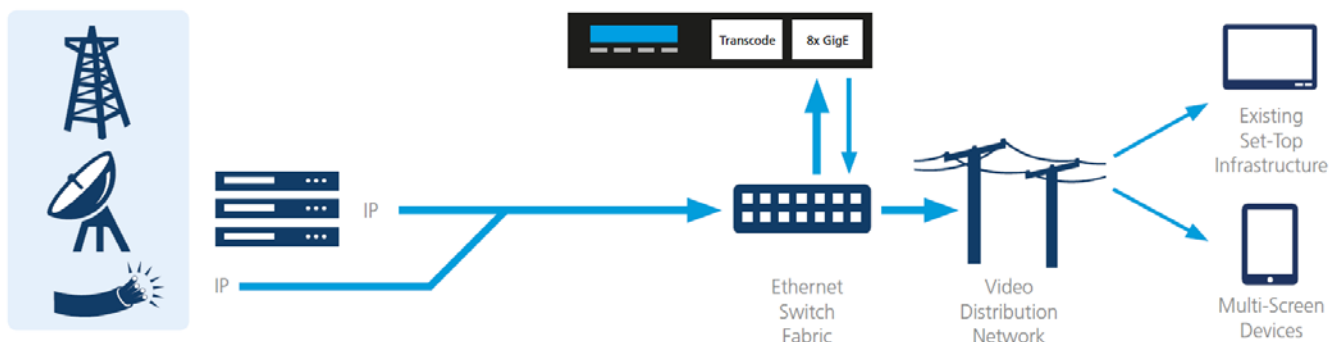 Transcode
8x GigE
IP
IP
Ethernet
Switch
Fabric
Video
Distribution
Network
Existing
Set-Top
Infrastructure
Multi-Screen
Devices